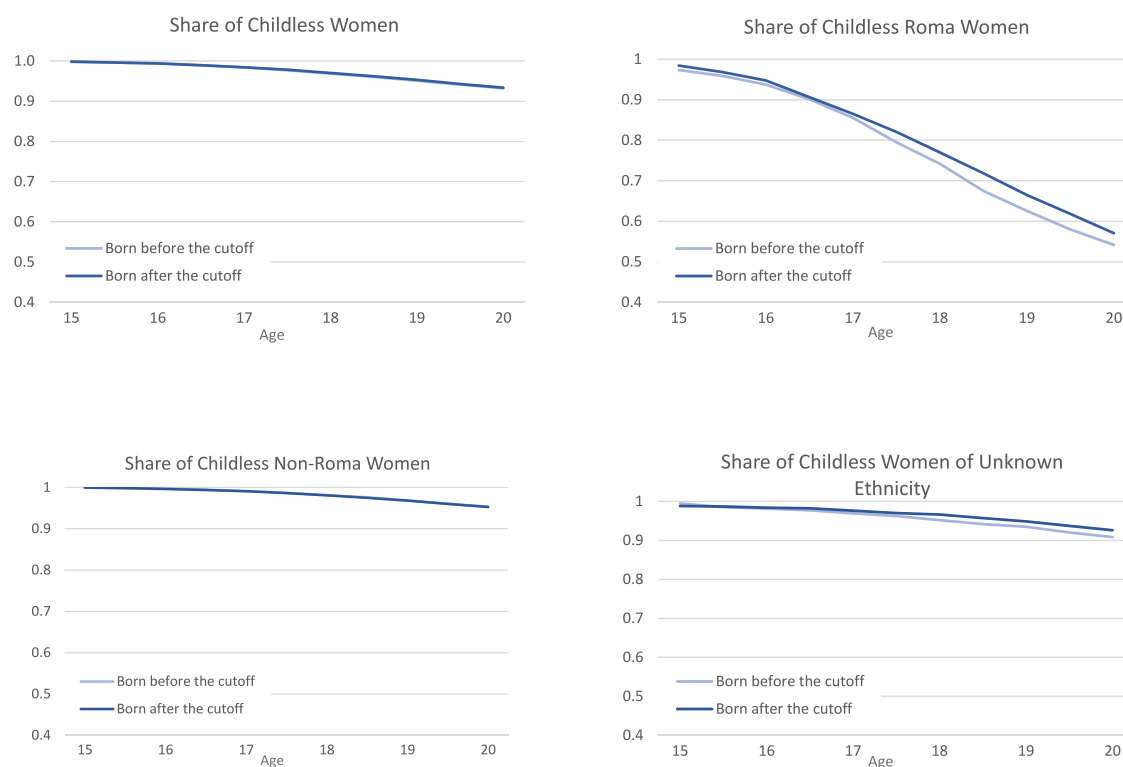 Share of Childless Women
1.0
0.9
0.8
0.7
0.6
0.5
0.4
Born before the cutoff
Born after the cutoff
15 16 17 18 19 20
Age
Share of Childless Roma Women
1
0.9
0.8
0.7
0.6
0.5
0.4
Born before the cutoff
Born after the cutoff
15 16 17 18 19 20
Age
Share of Childless Non-Roma Women
1
0.9
0.8
0.7
0.6
0.5
0.4
Born before the cutoff
Born after the cutoff
15 16 17 18 19 20
Age
Share of Childless Women of Unknown
Ethnicity
1
0.9
0.8
0.7
0.6
0.5
0.4
Born before the cutoff
Born after the cutoff
15 16 17 18 19 20
Age